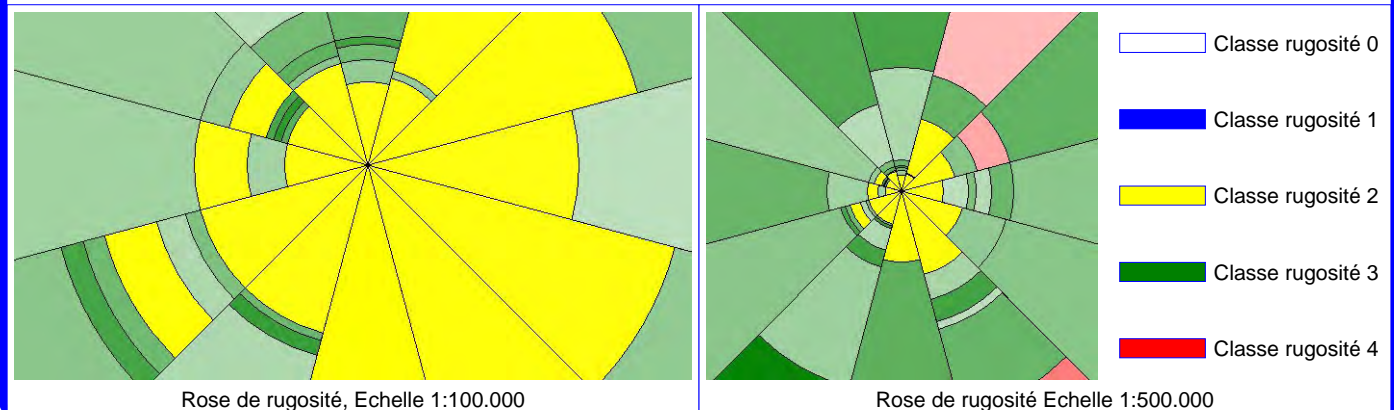 Classe rugosité 0
Classe rugosité 1
Classe rugosité 2
Classe rugosité 3
Classe rugosité 4
Rose de rugosité, Echelle 1:100.000
Rose de rugosité Echelle 1:500.000